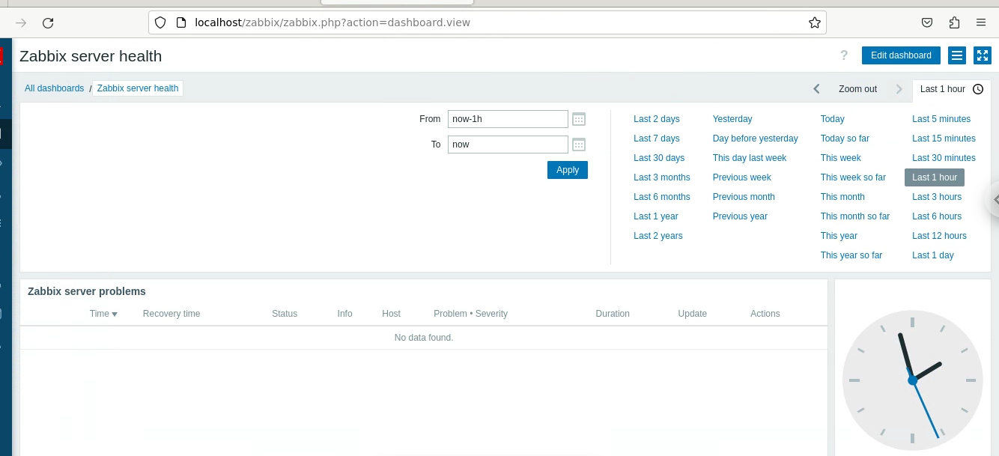 localhost/zabbix/zabbix.php?action=dashboard.view
Zabbix server health
? Edit dashboard
All dashboards / Zabbix server health
Zoom out
Last 1 hour
From now-1h
To now
Apply
Last 2 days Yesterday Today Last 5 minutes
Last 7 days Day before yesterday Today so far Last 15 minutes
Last 30 days This day last week This week Last 30 minutes
Last 3 months Previous week This week so far Last 1 hour
Last 6 months Previous month This month Last 3 hours
Last 1 year Previous year This month so far Last 6 hours
Last 2 years This year Last 12 hours
This year so far Last 1 day
Zabbix server problems
Time Recovery time Status Info Host Problem • Severity Duration Update Actions
No data found.